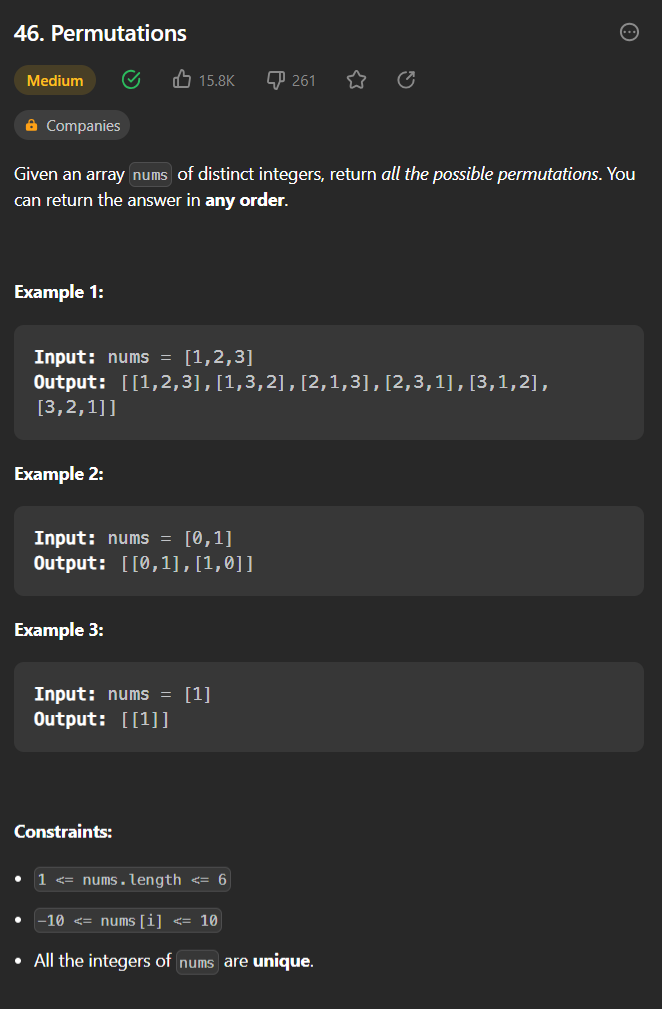 46. Permutations
Medium 15.8K 261
Companies
Given an array nums of distinct integers, return all the possible permutations. You
can return the answer in any order.
Example 1:
Input: nums = [1,2,3]
Output: [[1,2,3],[1,3,2],[2,1,3],[2,3,1],[3,1,2],
[3,2,1]]
Example 2:
Input: nums = [0,1]
Output: [[0,1],[1,0]]
Example 3:
Input: nums = [1]
Output: [[1]]
Constraints:
• 1 <= nums.length <= 6
• -10 <= nums[i] <= 10
• All the integers of nums are unique.